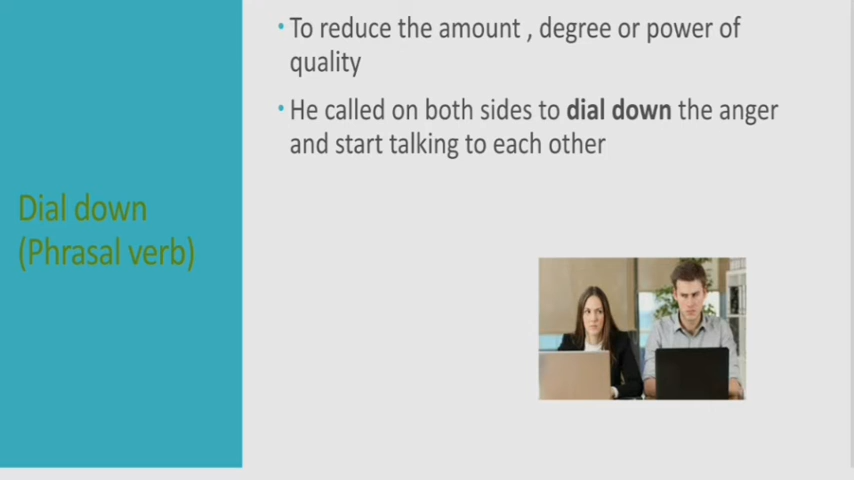 Dial down
(Phrasal verb)
• To reduce the amount , degree or power of
quality
• He called on both sides to dial down the anger
and start talking to each other